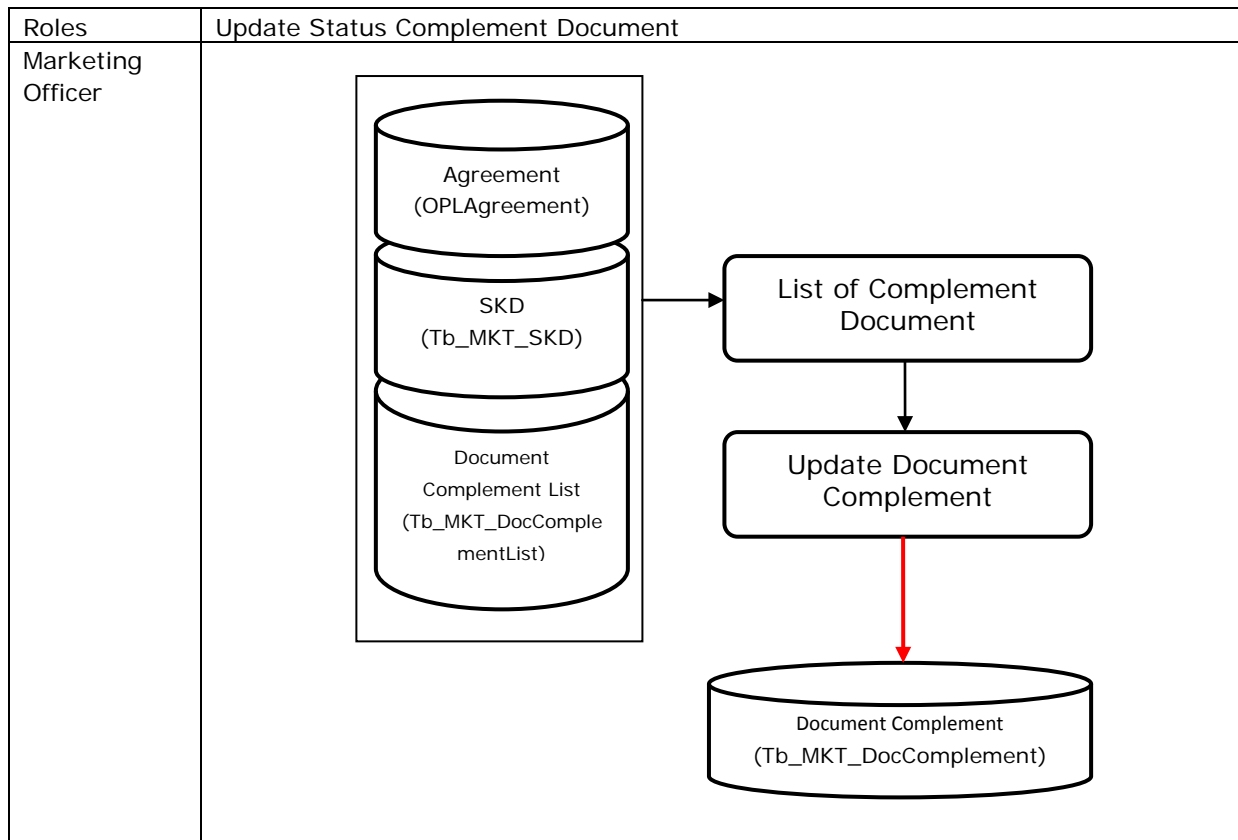 Roles
Update Status Complement Document
Marketing
Officer
Agreement
(OPLAgreement)
SKD
(Tb_MKT_SKD)
Document
Complement List
(Tb_MKT_DocComple
mentList)
List of Complement
Document
Update Document
Complement
Document Complement
(Tb_MKT_DocComplement)